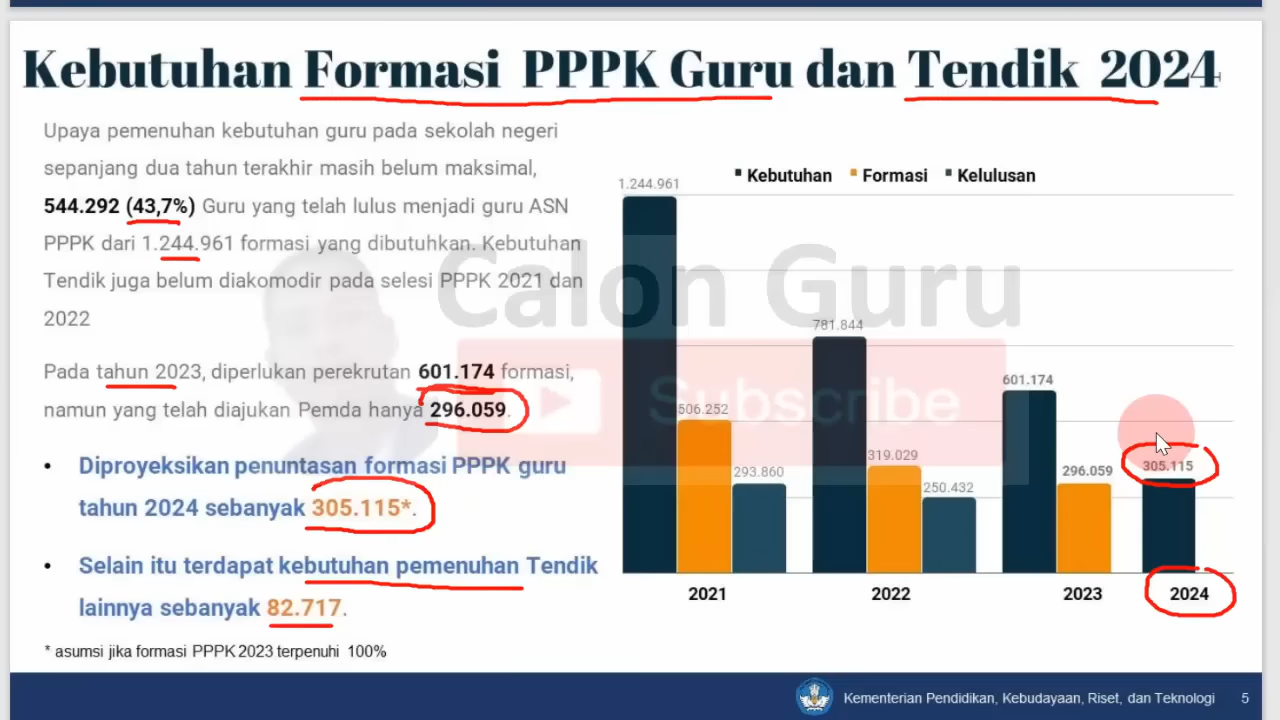 Kebutuhan Formasi PPPK Guru dan Tendik 2024
Upaya pemenuhan kebutuhan guru pada sekolah negeri
sepanjang dua tahun terakhir masih belum maksimal,
544.292 (43,7%) Guru yang telah lulus menjadi guru ASN
PPPK dari 1.244.961 formasi yang dibutuhkan. Kebutuhan
Tendik juga belum diakomodir pada selesi PPPK 2021 dan
2022
Pada tahun 2023, diperlukan perekrutan 601.174 formasi,
namun yang telah diajukan Pemda hanya 296.059.
• Diproyeksikan penuntasan formasi PPPK guru
tahun 2024 sebanyak 305.115*.
• Selain itu terdapat kebutuhan pemenuhan Tendik
lainnya sebanyak 82.717.
* asumsi jika formasi PPPK 2023 terpenuhi 100%
Kebutuhan Formasi Kelulusan
1.244.961
506.252
293.860
781.844
319.029
250.432
601.174
296.059
305.115
2021 2022 2023 2024
Calon Guru
Subscribe
Kementerian Pendidikan, Kebudayaan, Riset, dan Teknologi 5